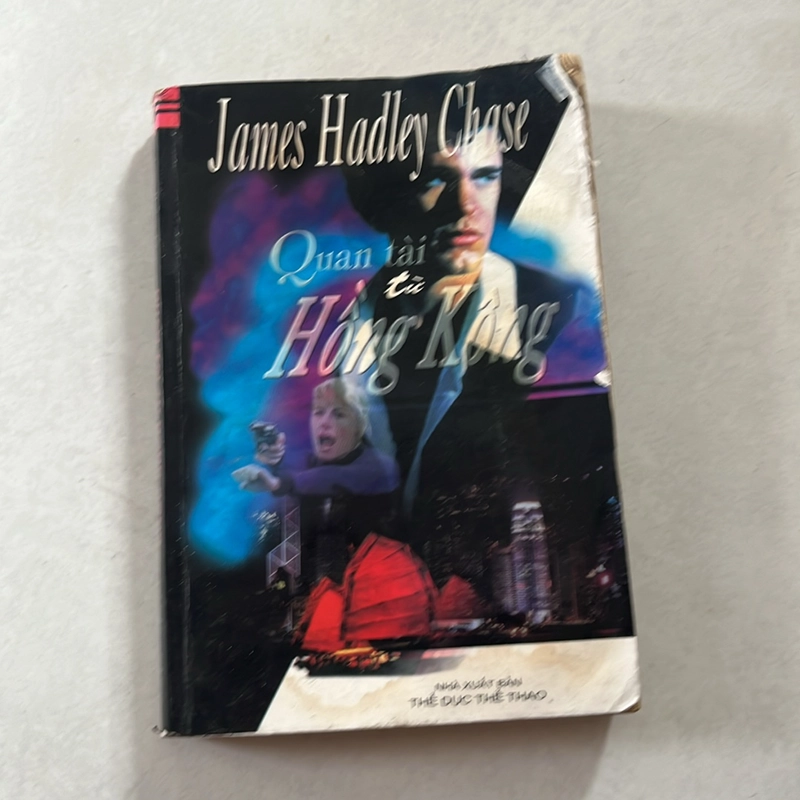 James Hadley Chase
Quan tài
từ
Hồng Kông
NHÀ XUẤT BẢN
THỂ DỤC THỂ THAO